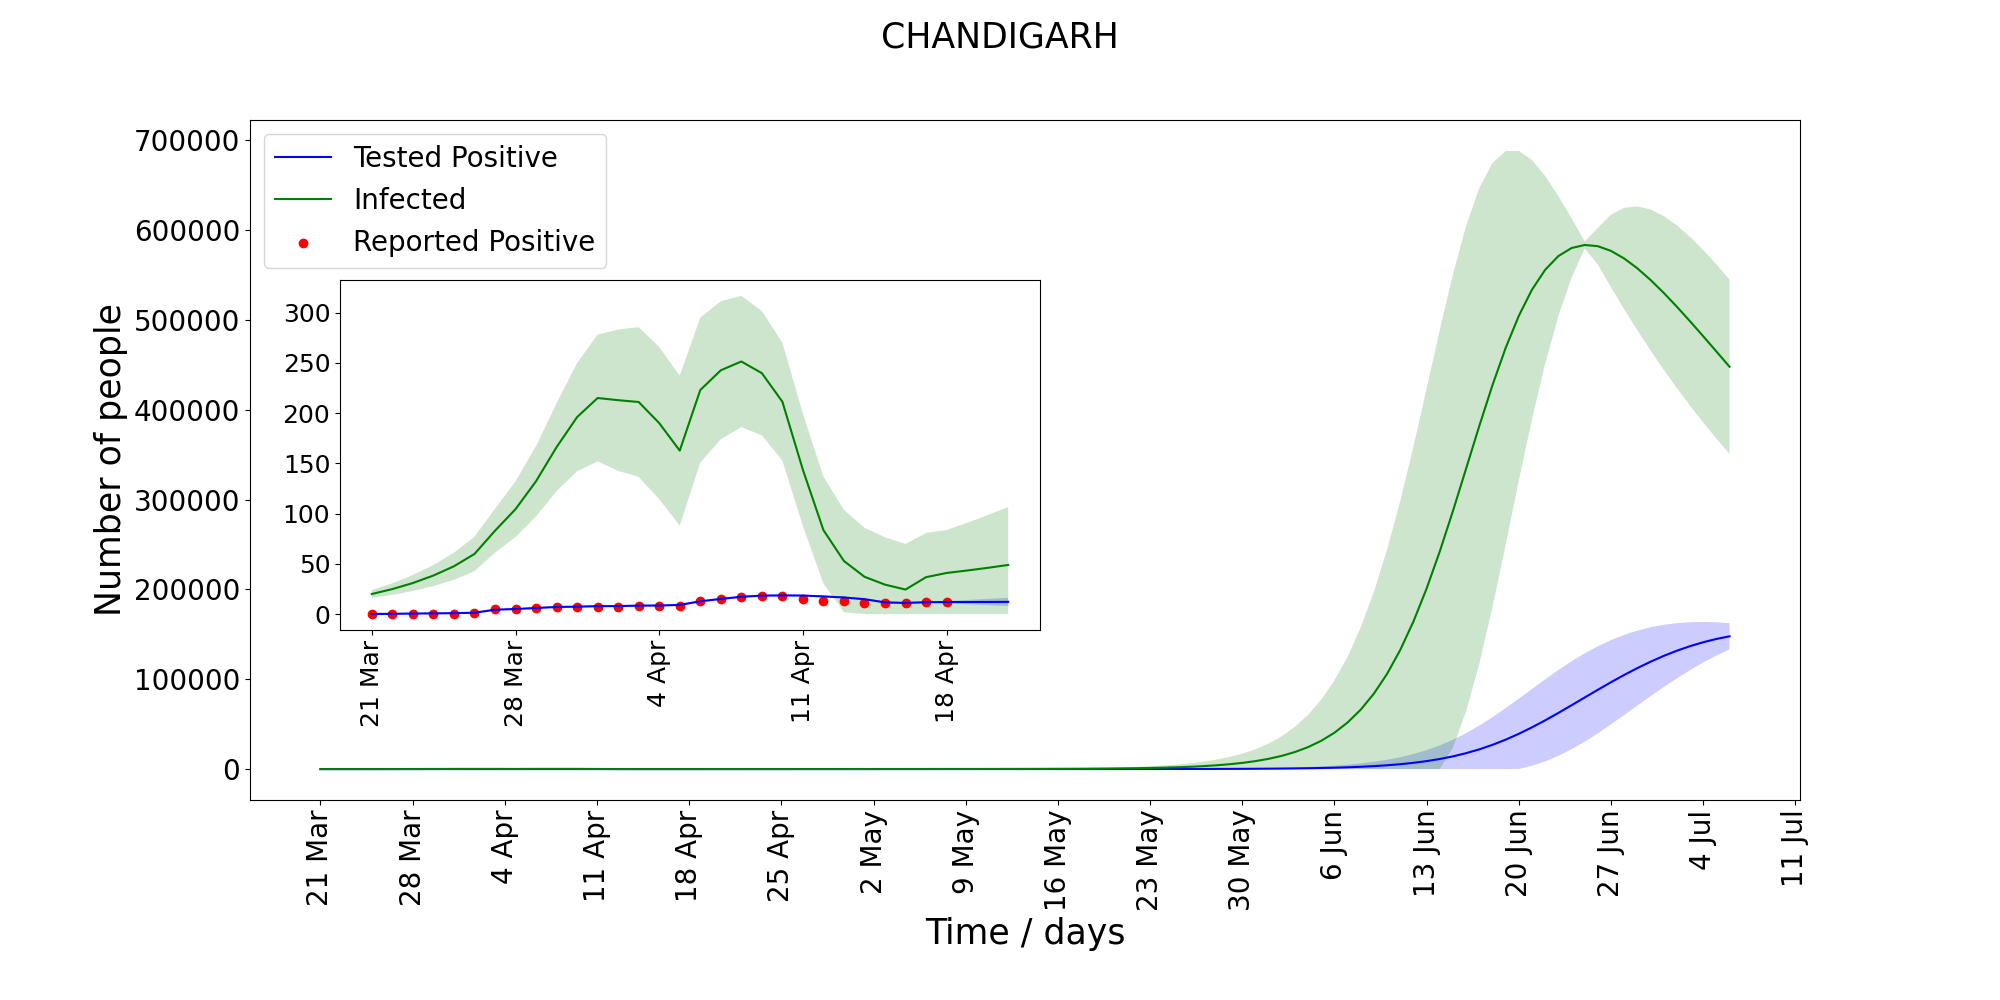 CHANDIGARH
Tested Positive
Infected
Reported Positive
Number of people
700000
600000
500000
400000
300000
200000
100000
0
300
250
200
150
100
50
0
21 Mar
28 Mar
4 Apr
11 Apr
18 Apr
21 Mar
28 Mar
4 Apr
11 Apr
18 Apr
25 Apr
2 May
9 May
16 May
23 May
30 May
6 Jun
13 Jun
20 Jun
27 Jun
4 Jul
11 Jul
Time / days